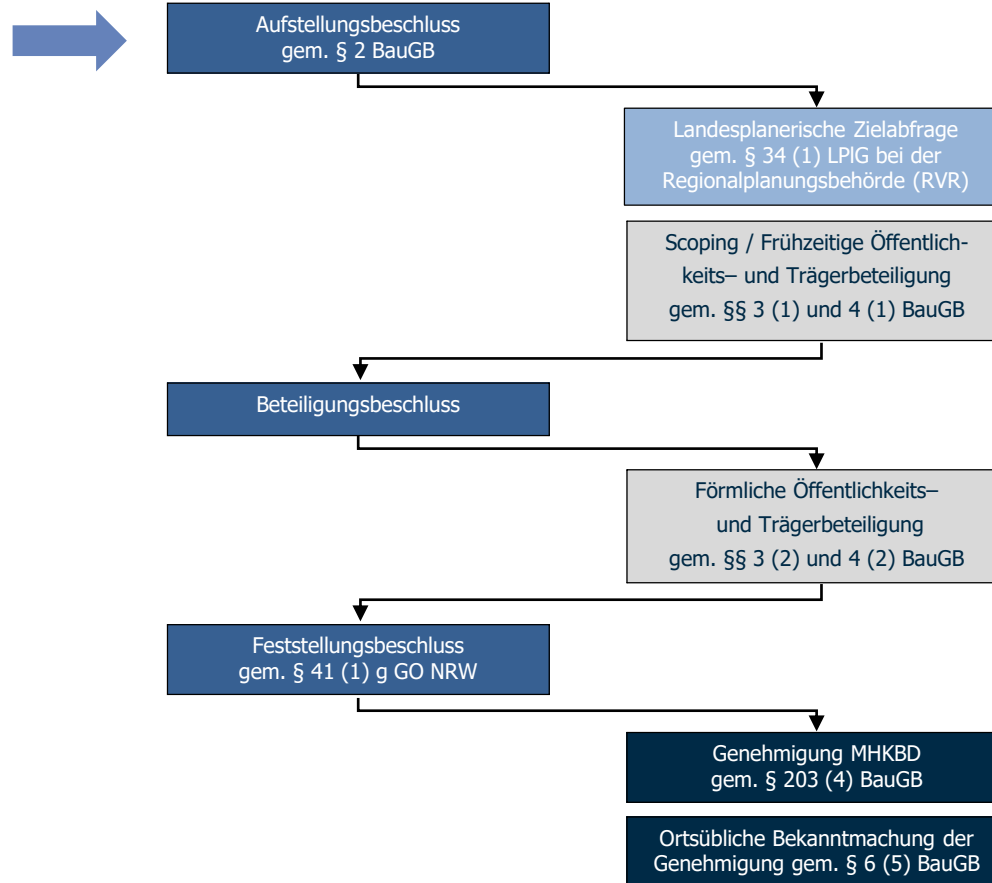 Aufstellungsbeschluss
gem. § 2 BauGB
Landesplanerische Zielabfrage
gem. § 34 (1) LPlG bei der
Regionalplanungsbehörde (RVR)
Scoping / Frühzeitige Öffentlich-
keits– und Trägerbeteiligung
gem. §§ 3 (1) und 4 (1) BauGB
Beteiligungsbeschluss
Förmliche Öffentlichkeits–
und Trägerbeteiligung
gem. §§ 3 (2) und 4 (2) BauGB
Feststellungsbeschluss
gem. § 41 (1) g GO NRW
Genehmigung MHKBD
gem. § 203 (4) BauGB
Ortsübliche Bekanntmachung der
Genehmigung gem. § 6 (5) BauGB